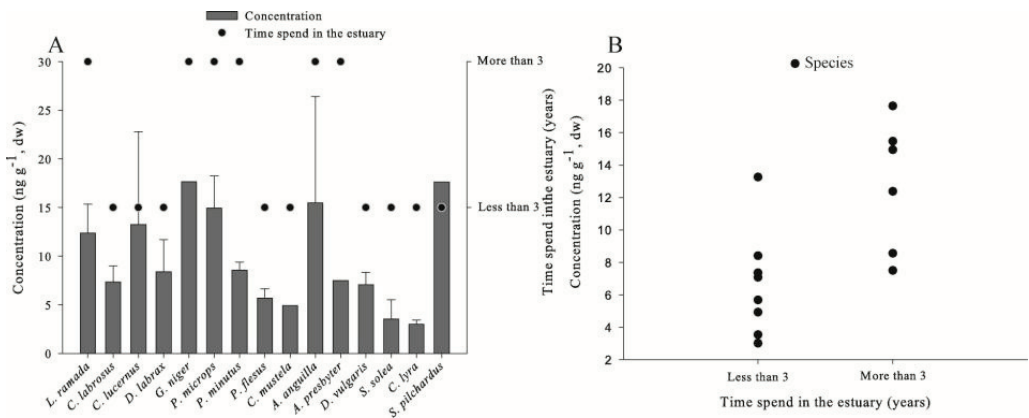 Concentration
Time spend in the estuary
A
30
25
20
15
10
5
0
Concentration (ng g-1, dw)
More than 3
Less than 3
Time spend inthe estuary (years)
L. ramada
C. labrosus
C. lucernus
D. labrax
G. niger
P. microps
P. minutus
P. flesus
C. mustela
A. anguilla
A. presbyter
D. vulgaris
S. solea
C. lyra
S. pilchardus
B
Species
20
18
16
14
12
10
8
6
4
2
Concentration (ng g-1, dw)
Less than 3
More than 3
Time spend in the estuary (years)